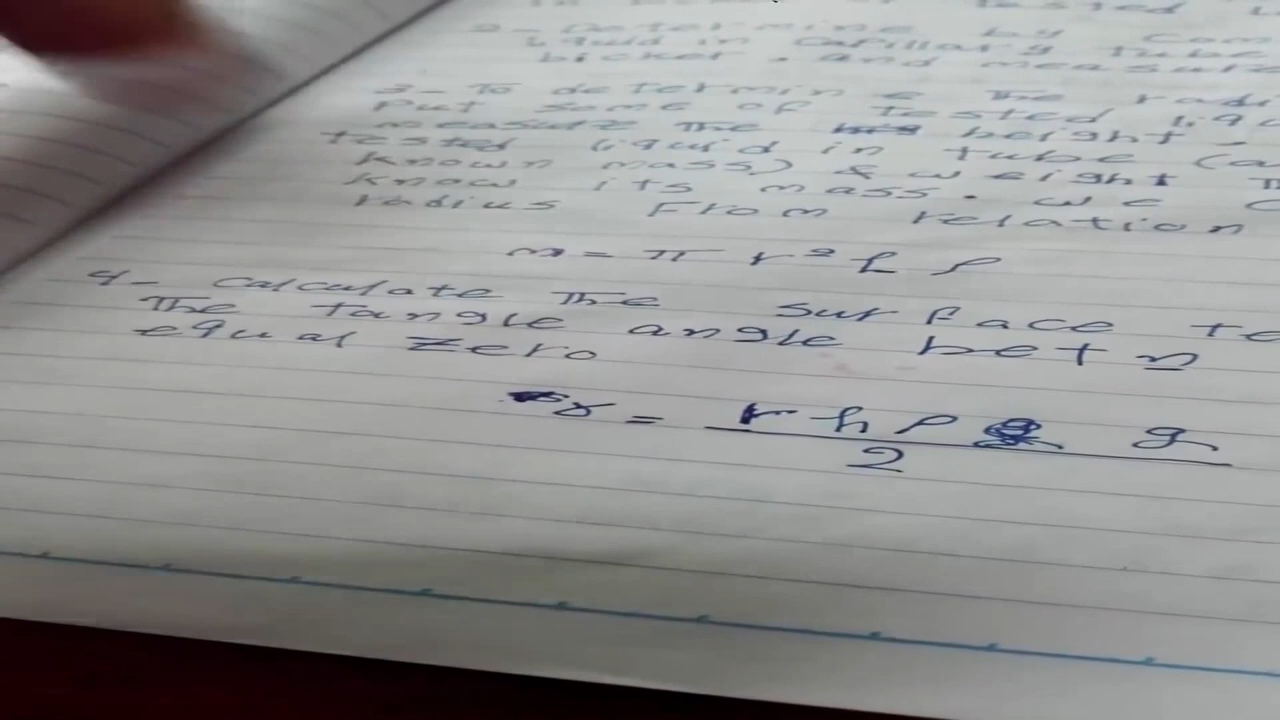 2- Determine by com
liquid in capillary tube
bicker. and measure
3- To determine the radi
Put some of tested liqu
measure the height
tested liquid in tube (a
known mass) & weight
know its mass. we
radius From relation
m = π r² h ρ
4- calculate the surface te
The tangle angle betn
equal zero
γ = r h ρ g
2